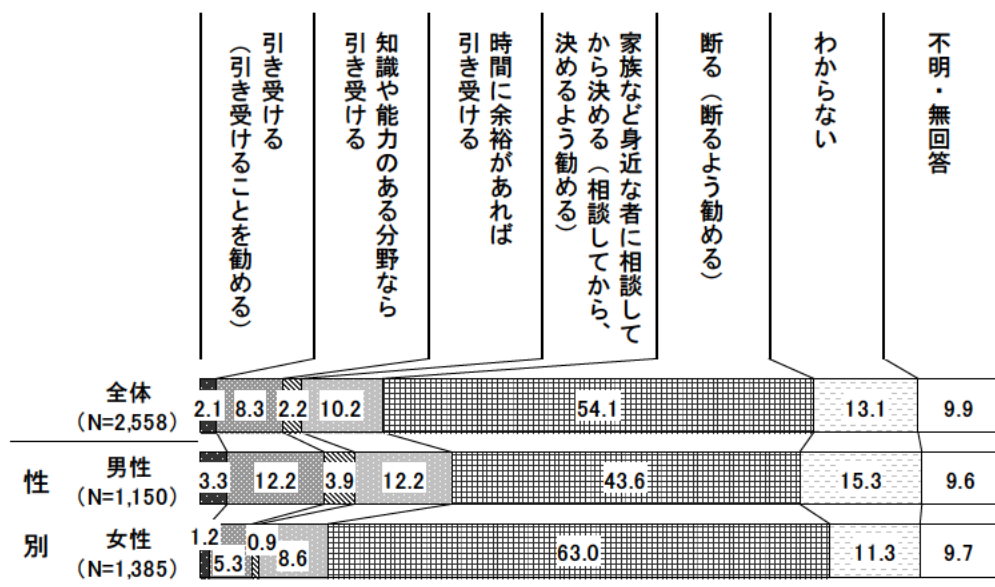 引き受ける
（引き受けることを勧める）
知識や能力のある分野なら
引き受ける
時間に余裕があれば
引き受ける
家族など身近な者に相談して
から決める（相談してから、
決めるよう勧める）
断る（断るよう勧める）
わからない
不明・無回答
全体
（N=2,558）
2.1 8.3 2.2 10.2 54.1 13.1 9.9
性別
男性
（N=1,150）
3.3 12.2 3.9 12.2 43.6 15.3 9.6
女性
（N=1,385）
1.2 5.3 0.9 8.6 63.0 11.3 9.7